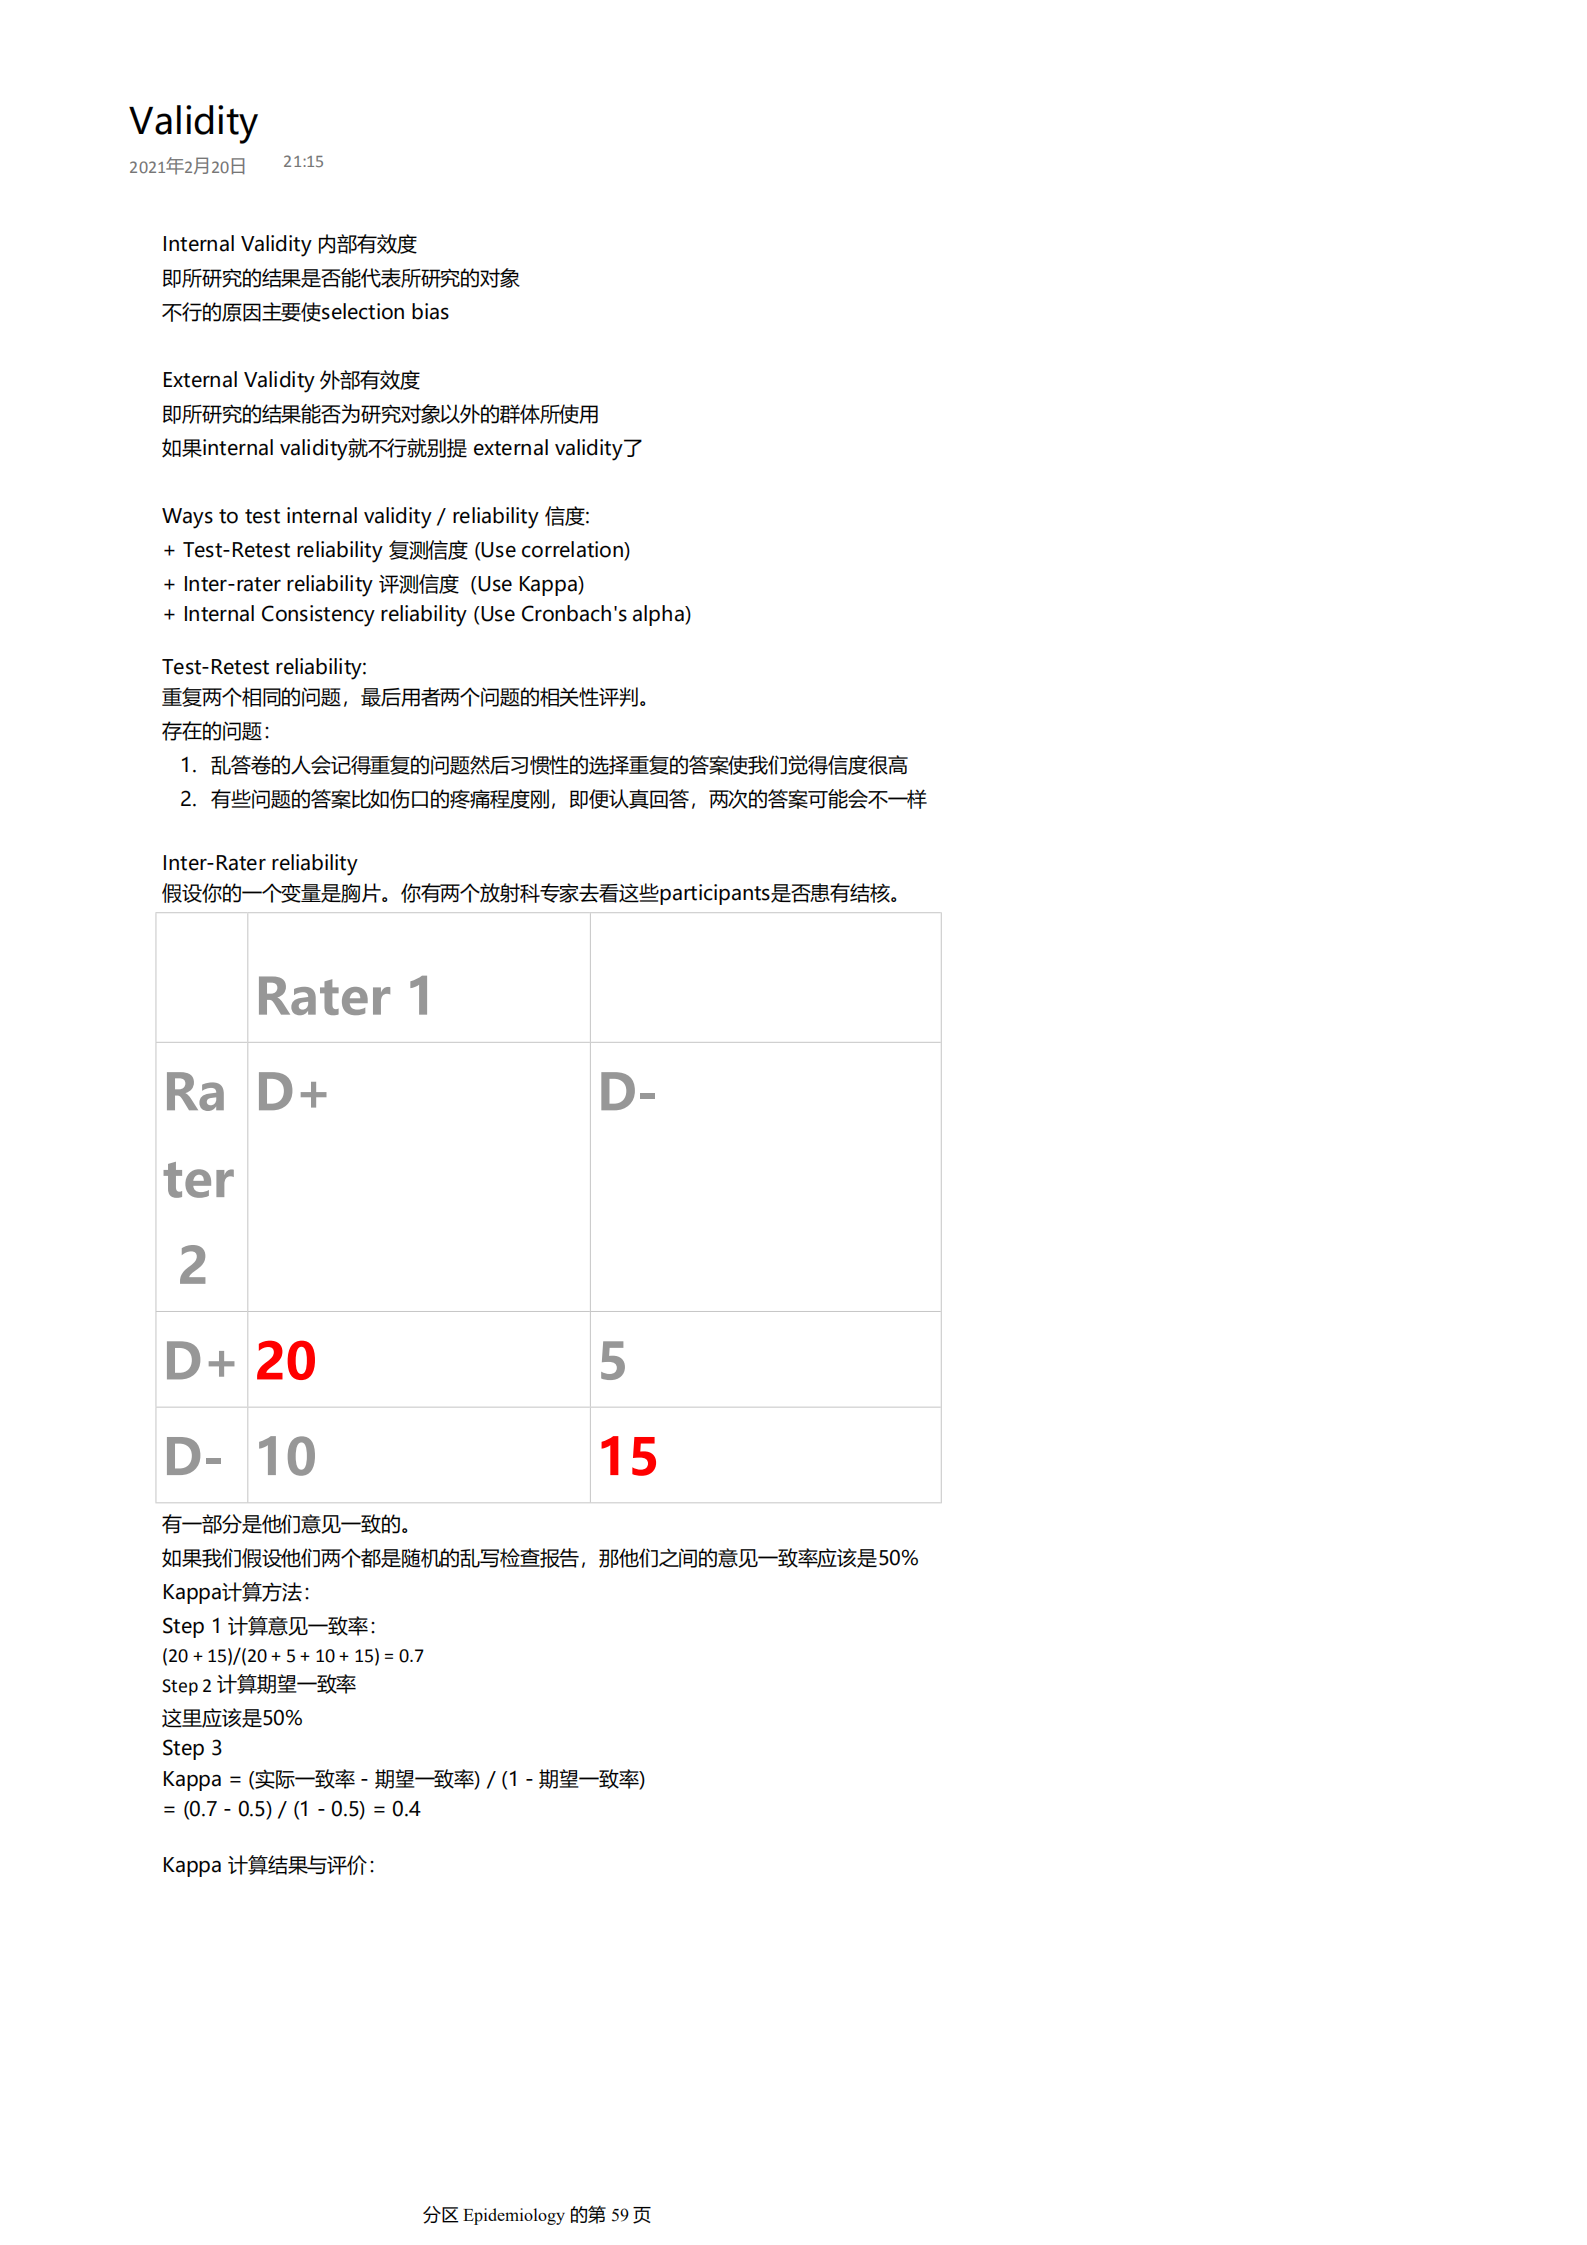 Validity
2021年2月20日 21:15
Internal Validity 内部有效度
即所研究的结果是否能代表所研究的对象
不行的原因主要使selection bias
External Validity 外部有效度
即所研究的结果能否为研究对象以外的群体所使用
如果internal validity就不行就别提 external validity了
Ways to test internal validity / reliability 信度:
+ Test-Retest reliability 复测信度 (Use correlation)
+ Inter-rater reliability 评测信度 (Use Kappa)
+ Internal Consistency reliability (Use Cronbach's alpha)
Test-Retest reliability:
重复两个相同的问题，最后用者两个问题的相关性评判。
存在的问题：
1. 乱答卷的人会记得重复的问题然后习惯性的选择重复的答案使我们觉得信度很高
2. 有些问题的答案比如伤口的疼痛程度刚，即便认真回答，两次的答案可能会不一样
Inter-Rater reliability
假设你的一个变量是胸片。你有两个放射科专家去看这些participants是否患有结核。
Rater 1
Ra D+ D-
ter
2
D+ 20 5
D- 10 15
有一部分是他们意见一致的。
如果我们假设他们两个都是随机的乱写检查报告，那他们之间的意见一致率应该是50%
Kappa计算方法：
Step 1 计算意见一致率：
(20 + 15)/(20 + 5 + 10 + 15) = 0.7
Step 2 计算期望一致率
这里应该是50%
Step 3
Kappa = (实际一致率 - 期望一致率) / (1 - 期望一致率)
= (0.7 - 0.5) / (1 - 0.5) = 0.4
Kappa 计算结果与评价：
分区 Epidemiology 的第 59 页